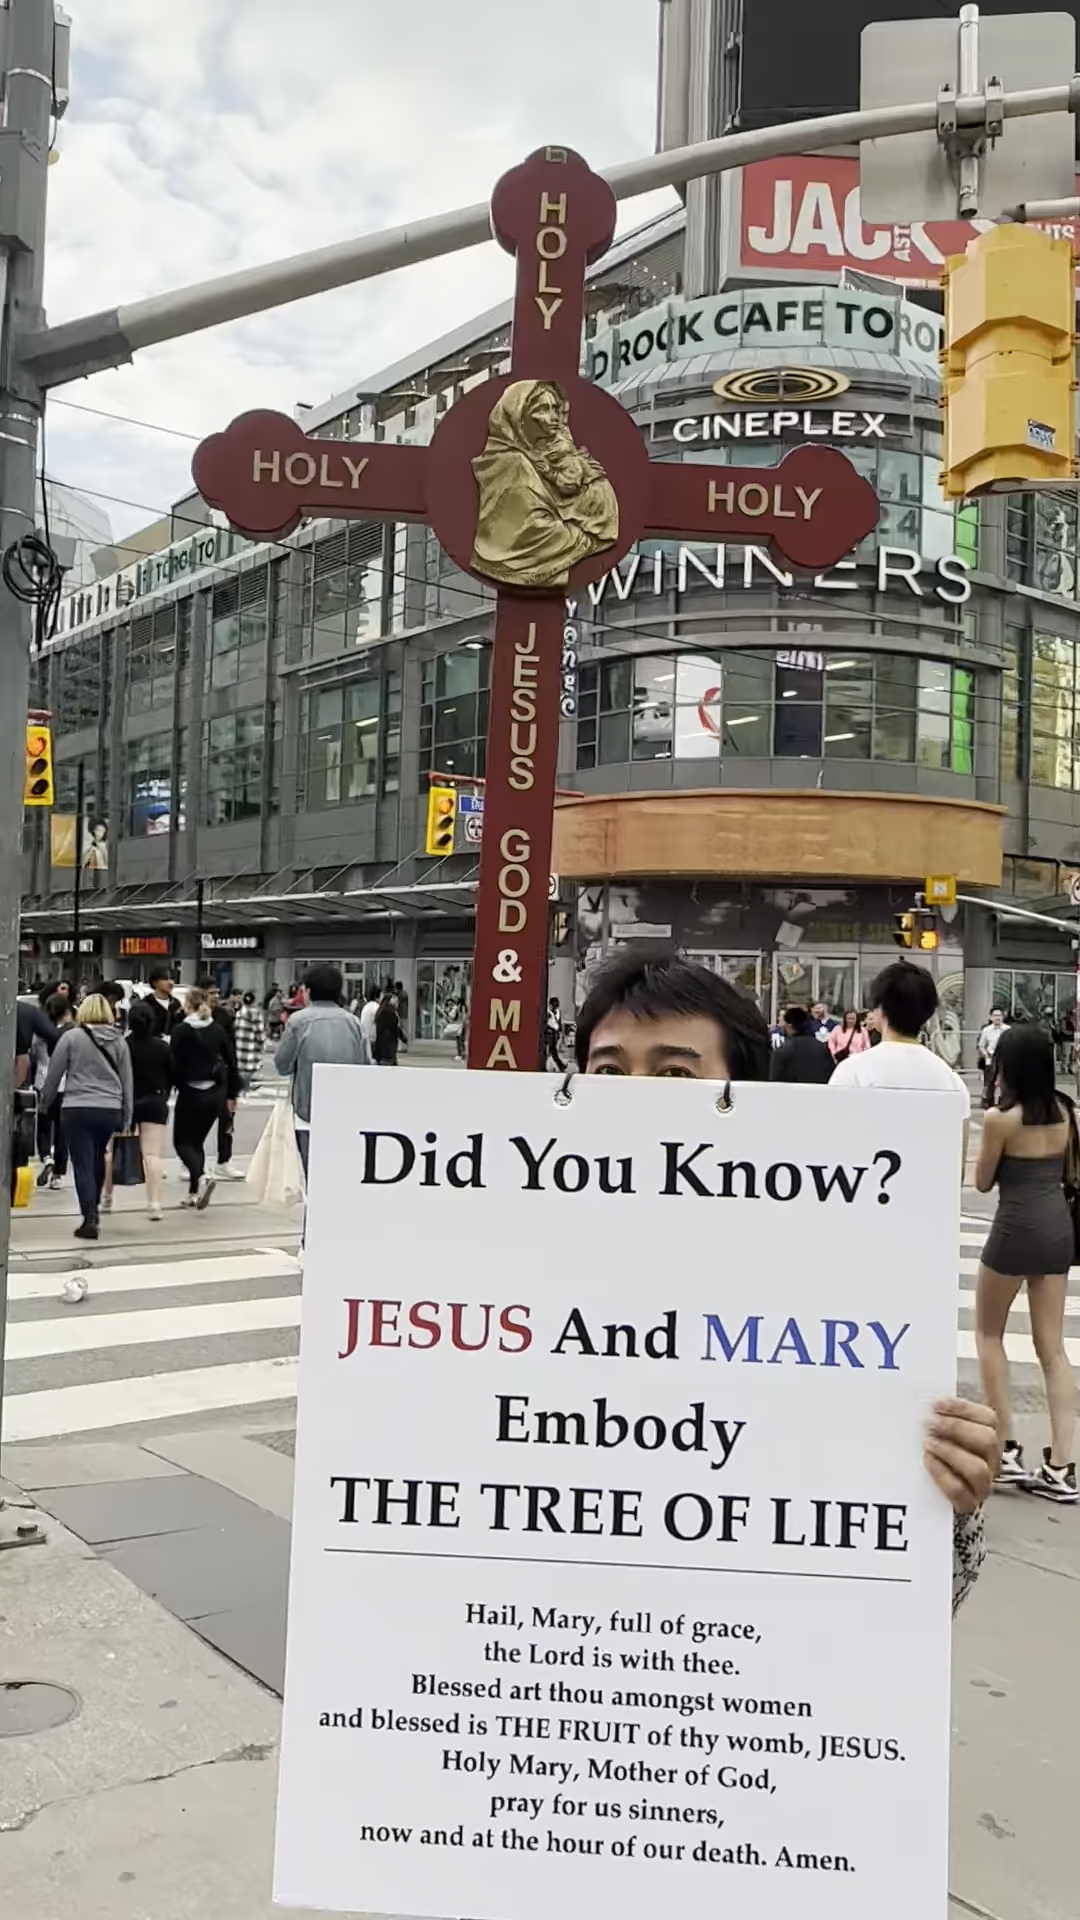 HOLY
HOLY
HOLY
JESUS GOD & MA
JAC
ROCK CAFE TORO
CINEPLEX
WINNERS
Did You Know?
JESUS And MARY
Embody
THE TREE OF LIFE
Hail, Mary, full of grace,
the Lord is with thee.
Blessed art thou amongst women
and blessed is THE FRUIT of thy womb, JESUS.
Holy Mary, Mother of God,
pray for us sinners,
now and at the hour of our death. Amen.